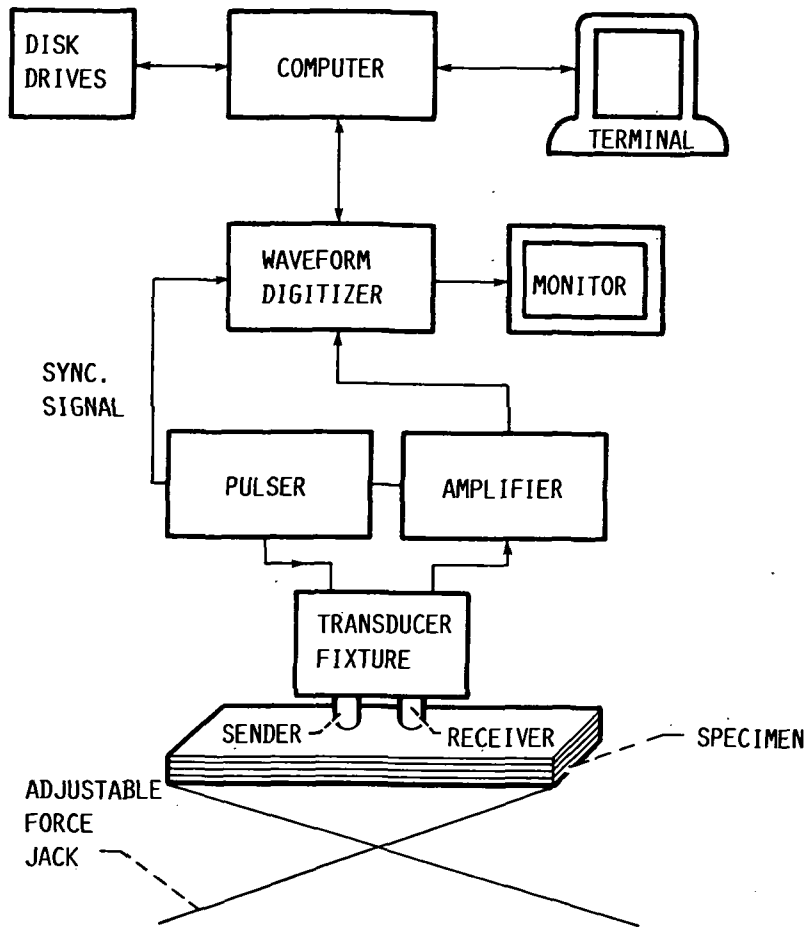 DISK
DRIVES
COMPUTER
TERMINAL
WAVEFORM
DIGITIZER
MONITOR
SYNC.
SIGNAL
PULSER
AMPLIFIER
TRANSDUCER
FIXTURE
SENDER
RECEIVER
SPECIMEN
ADJUSTABLE
FORCE
JACK